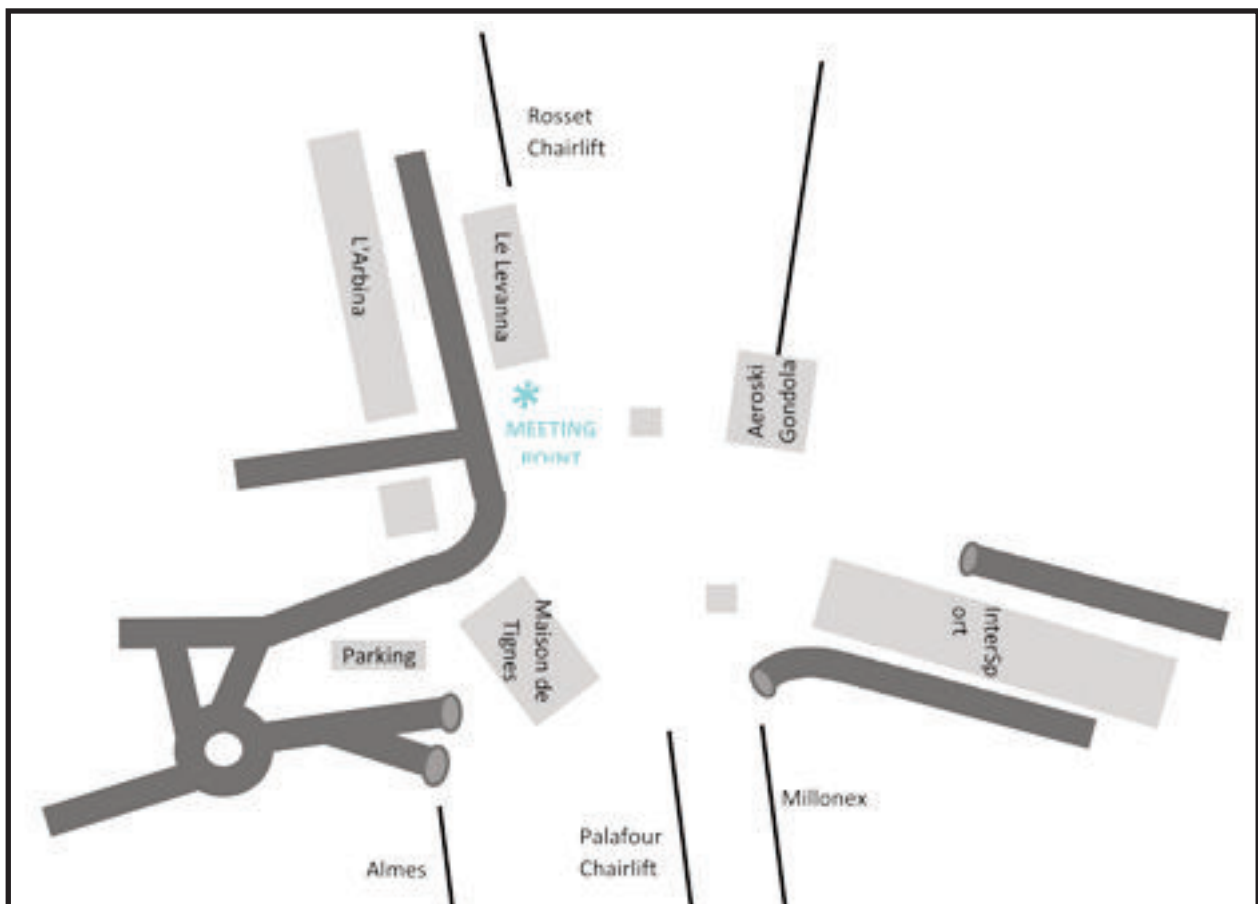 Rosset
Chairlift
L'Arbina
Le Levanna
Aeroski
Gondola
MEETING
POINT
InterSp
ort
Maison de
Tignes
Parking
Millonex
Palafour
Chairlift
Almes